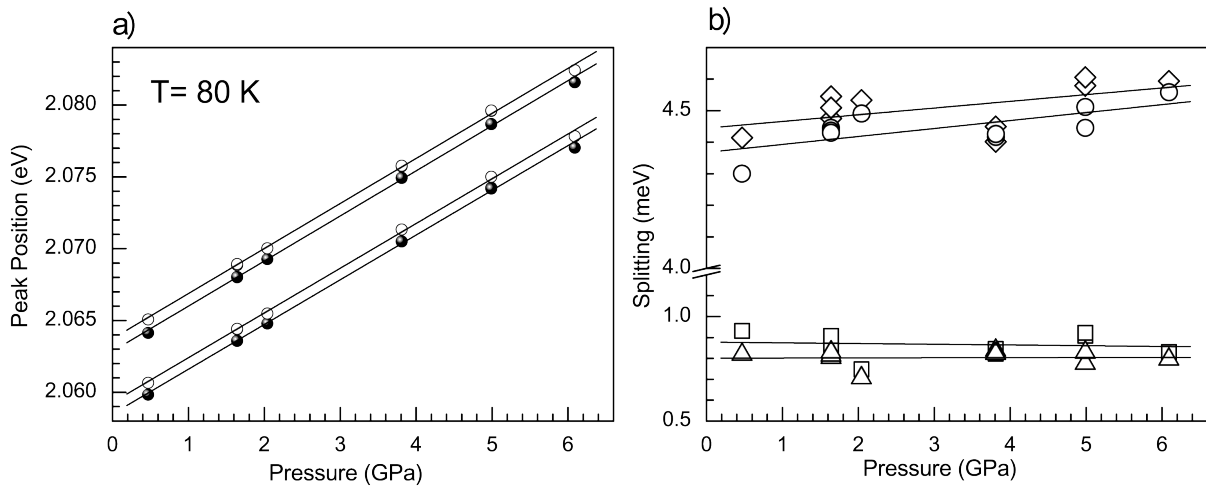 a)
T= 80 K
2.080
2.075
2.070
2.065
2.060
Peak Position (eV)
0 1 2 3 4 5 6
Pressure (GPa)
b)
4.5
4.0
1.0
0.5
Splitting (meV)
0 1 2 3 4 5 6
Pressure (GPa)